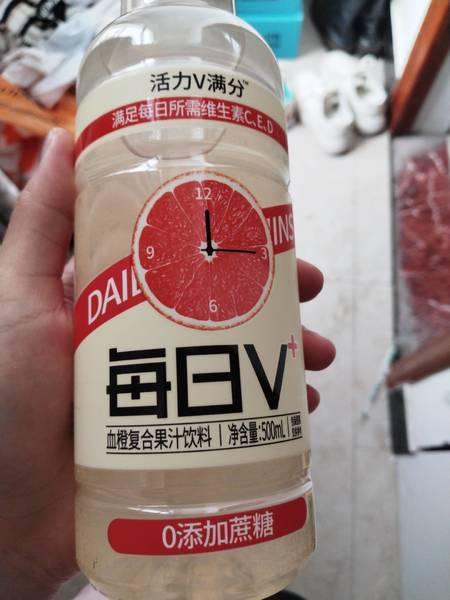 活力V满分™
满足每日所需维生素C、E、D
12
9
3
6
DAIL
INS
每日V+
血橙复合果汁饮料 | 净含量:500mL
0添加蔗糖